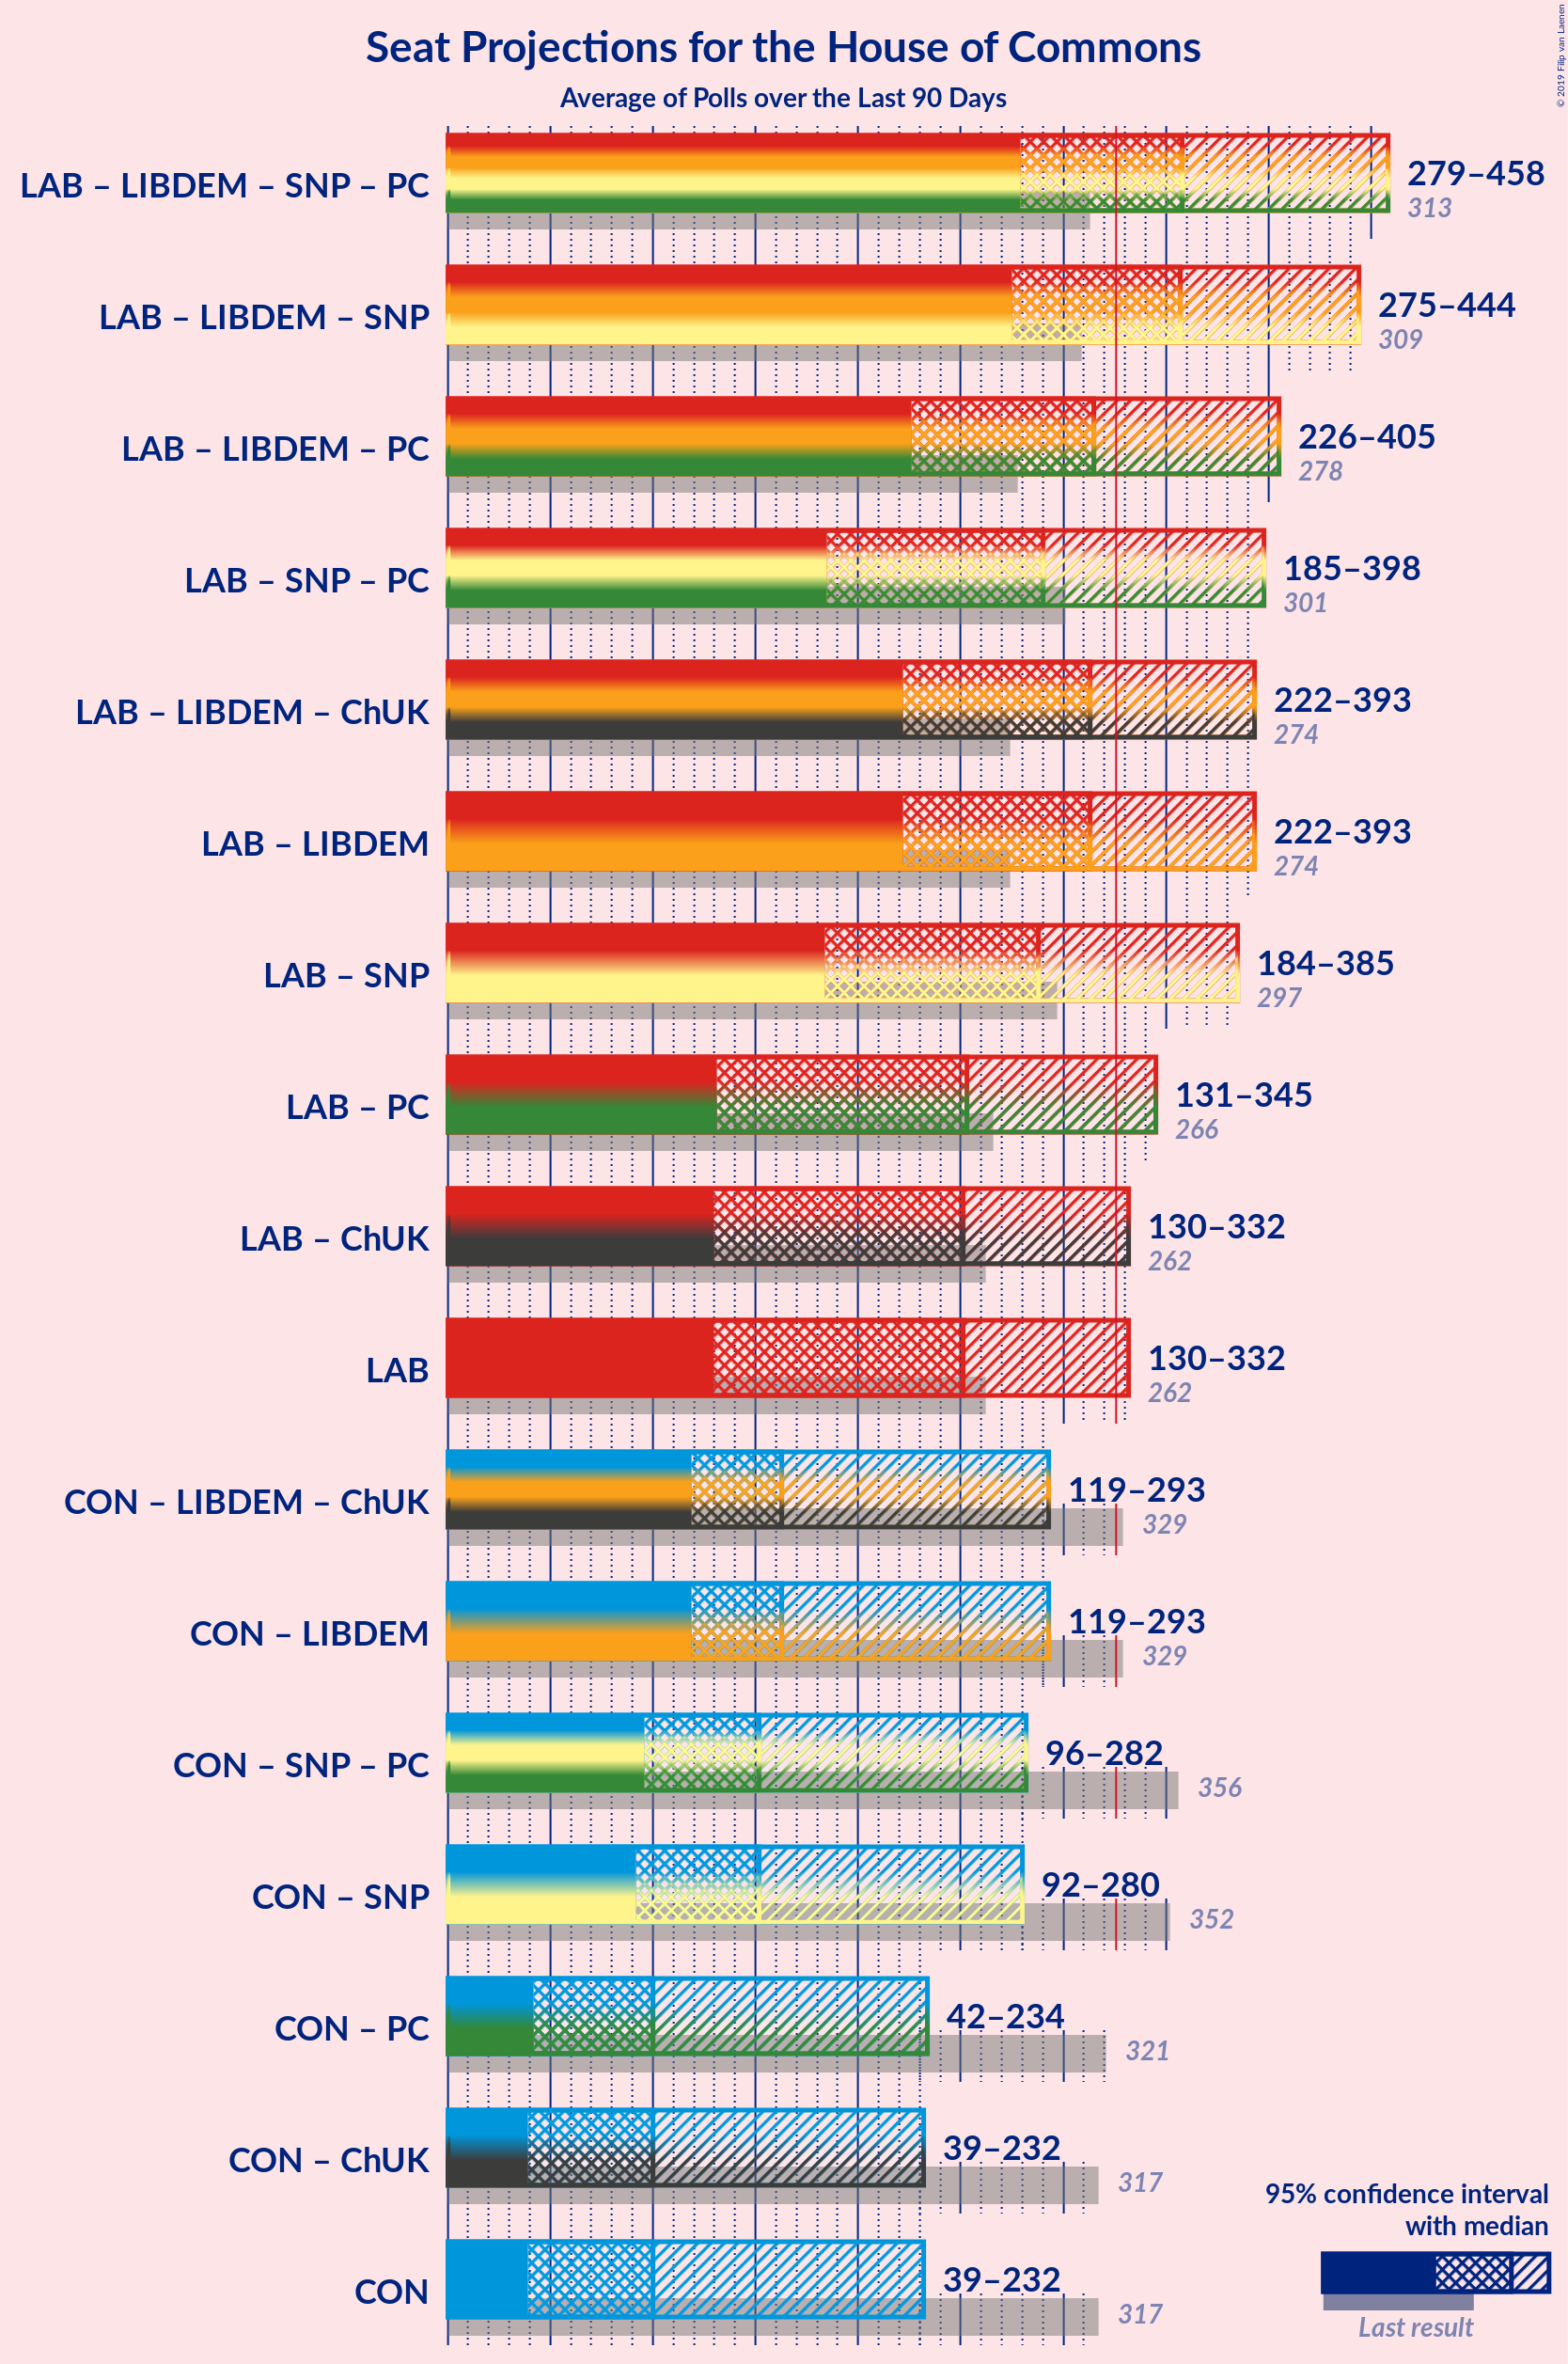 Seat Projections for the House of Commons
Average of Polls over the Last 90 Days
© 2019 Filip van Laenen
LAB – LIBDEM – SNP – PC
279–458
313
LAB – LIBDEM – SNP
275–444
309
LAB – LIBDEM – PC
226–405
278
LAB – SNP – PC
185–398
301
LAB – LIBDEM – ChUK
222–393
274
LAB – LIBDEM
222–393
274
LAB – SNP
184–385
297
LAB – PC
131–345
266
LAB – ChUK
130–332
262
LAB
130–332
262
CON – LIBDEM – ChUK
119–293
329
CON – LIBDEM
119–293
329
CON – SNP – PC
96–282
356
CON – SNP
92–280
352
CON – PC
42–234
321
CON – ChUK
39–232
317
CON
39–232
317
95% confidence interval
with median
Last result